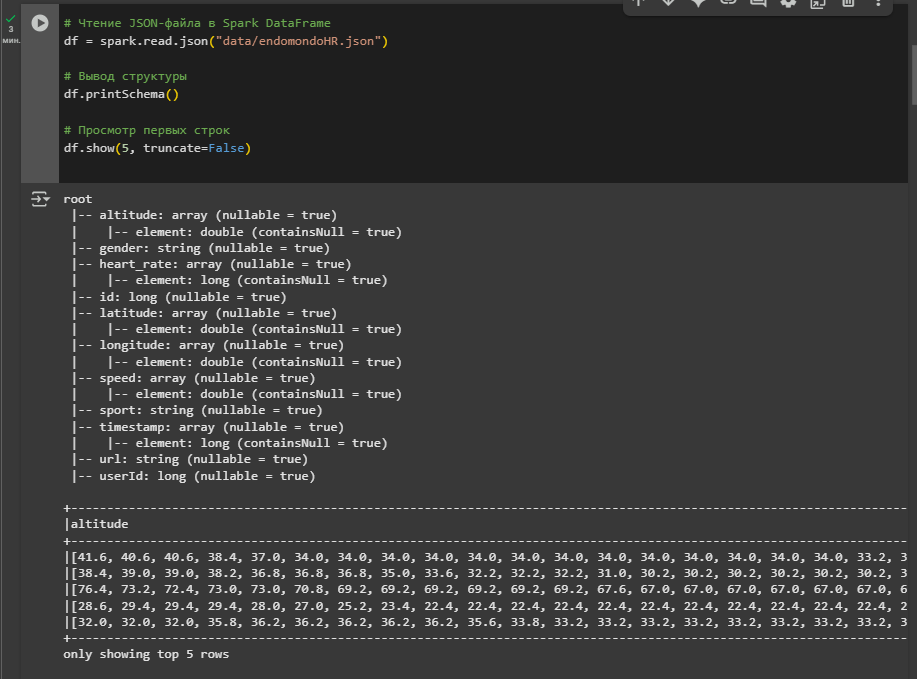 3
мин.
# Чтение JSON-файла в Spark DataFrame
df = spark.read.json("data/endomondoHR.json")
# Вывод структуры
df.printSchema()
# Просмотр первых строк
df.show(5, truncate=False)
root
 |-- altitude: array (nullable = true)
 |    |-- element: double (containsNull = true)
 |-- gender: string (nullable = true)
 |-- heart_rate: array (nullable = true)
 |    |-- element: long (containsNull = true)
 |-- id: long (nullable = true)
 |-- latitude: array (nullable = true)
 |    |-- element: double (containsNull = true)
 |-- longitude: array (nullable = true)
 |    |-- element: double (containsNull = true)
 |-- speed: array (nullable = true)
 |    |-- element: double (containsNull = true)
 |-- sport: string (nullable = true)
 |-- timestamp: array (nullable = true)
 |    |-- element: long (containsNull = true)
 |-- url: string (nullable = true)
 |-- userId: long (nullable = true)
|altitude
|[41.6, 40.6, 40.6, 38.4, 37.0, 34.0, 34.0, 34.0, 34.0, 34.0, 34.0, 34.0, 34.0, 34.0, 34.0, 34.0, 34.0, 34.0, 33.2, 3
|[38.4, 39.0, 39.0, 38.2, 36.8, 36.8, 36.8, 35.0, 33.6, 32.2, 32.2, 32.2, 31.0, 30.2, 30.2, 30.2, 30.2, 30.2, 30.2, 3
|[76.4, 73.2, 72.4, 73.0, 73.0, 70.8, 69.2, 69.2, 69.2, 69.2, 69.2, 69.2, 67.6, 67.0, 67.0, 67.0, 67.0, 67.0, 67.0, 6
|[28.6, 29.4, 29.4, 29.4, 28.0, 27.0, 25.2, 23.4, 22.4, 22.4, 22.4, 22.4, 22.4, 22.4, 22.4, 22.4, 22.4, 22.4, 22.4, 2
|[32.0, 32.0, 32.0, 35.8, 36.2, 36.2, 36.2, 36.2, 36.2, 35.6, 33.8, 33.2, 33.2, 33.2, 33.2, 33.2, 33.2, 33.2, 33.2, 3
only showing top 5 rows